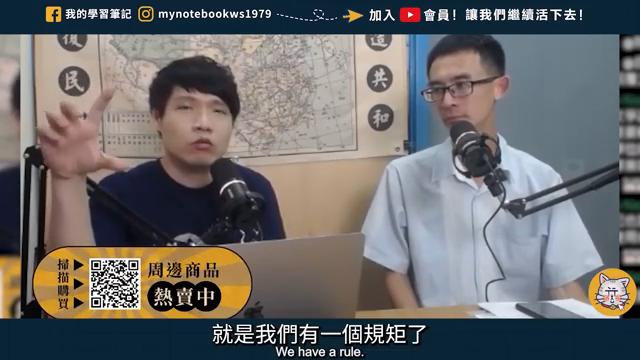 我的學習筆記 mynotebookws1979 加入 會員！讓我們繼續活下去！
復民
造共和
掃描購買
周邊商品
熱賣中
就是我們有一個規矩了
We have a rule.